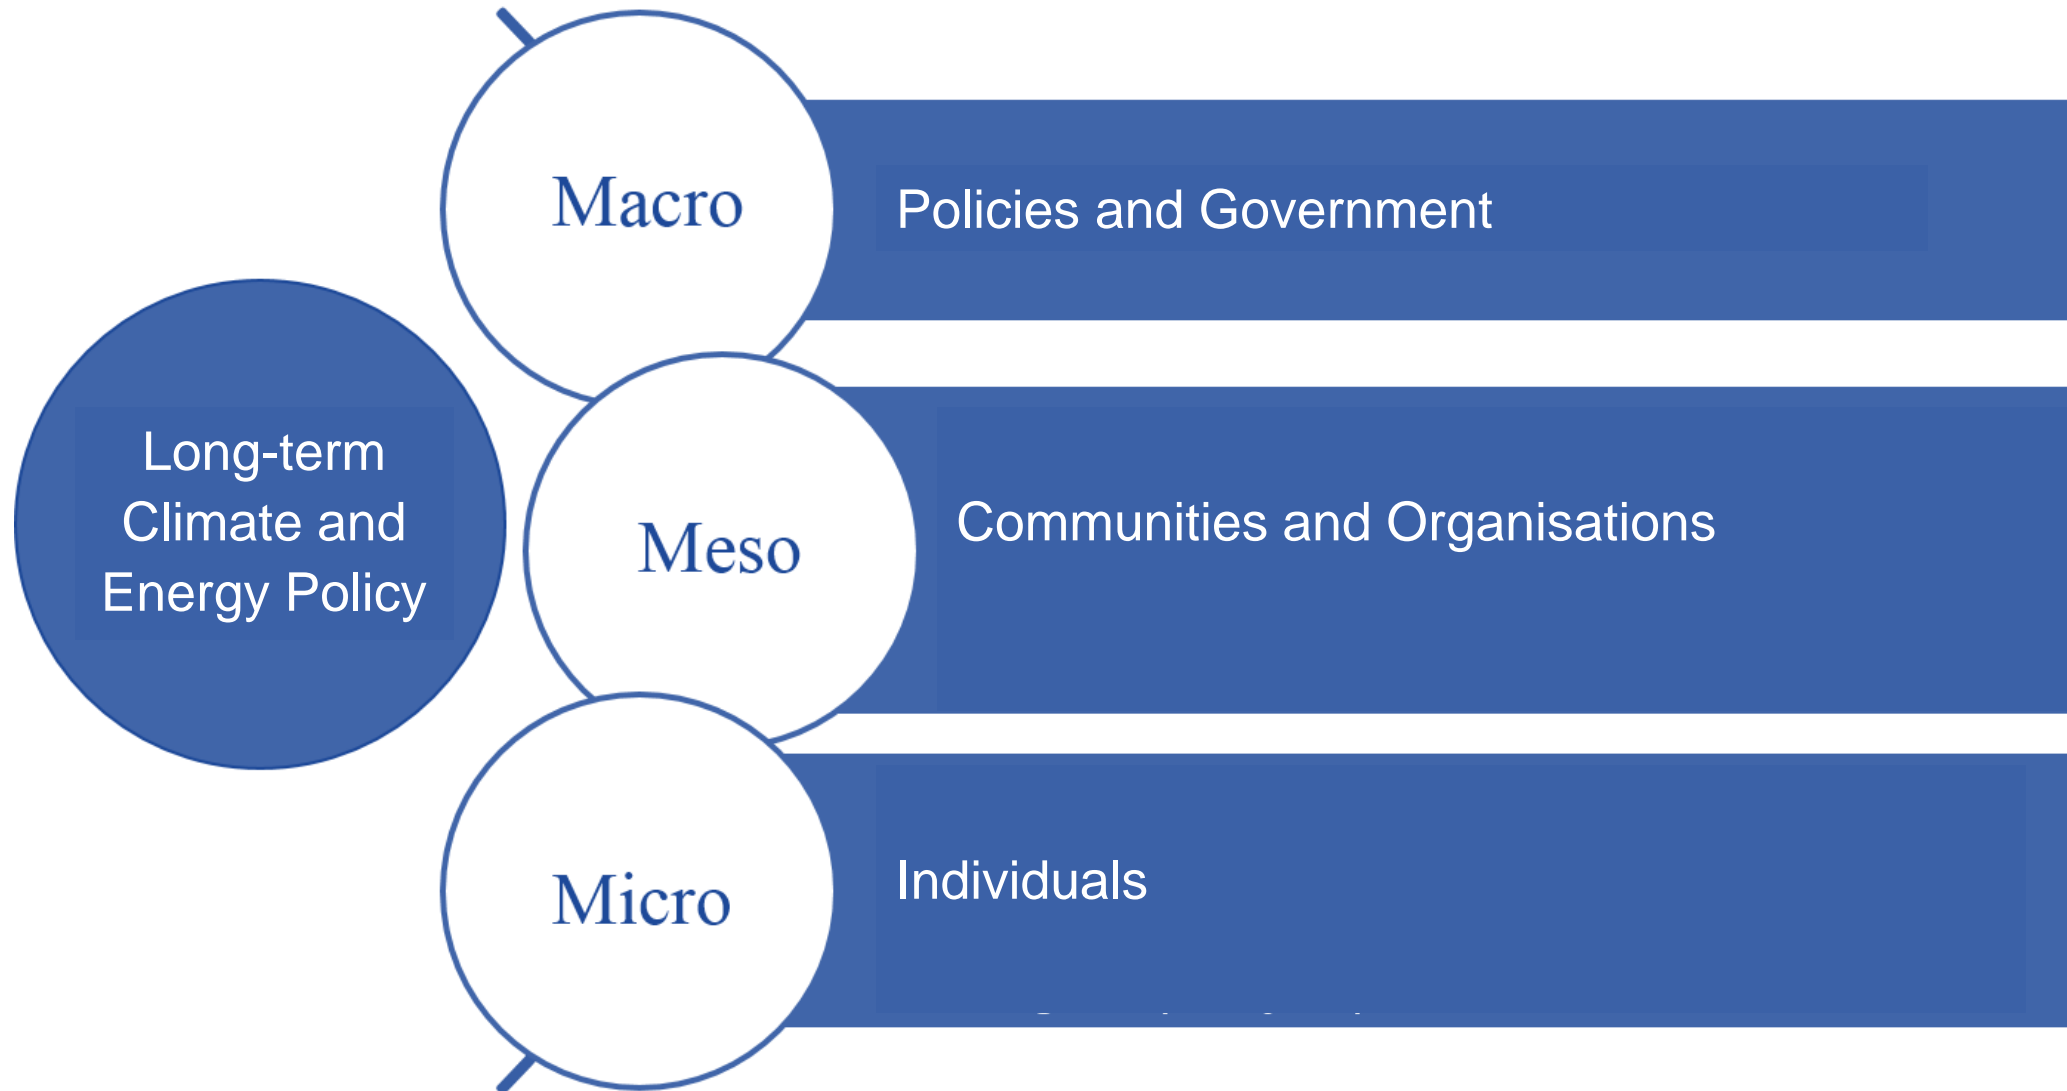 Macro
Policies and Government
Long-term
Climate and
Energy Policy
Meso
Communities and Organisations
Micro
Individuals